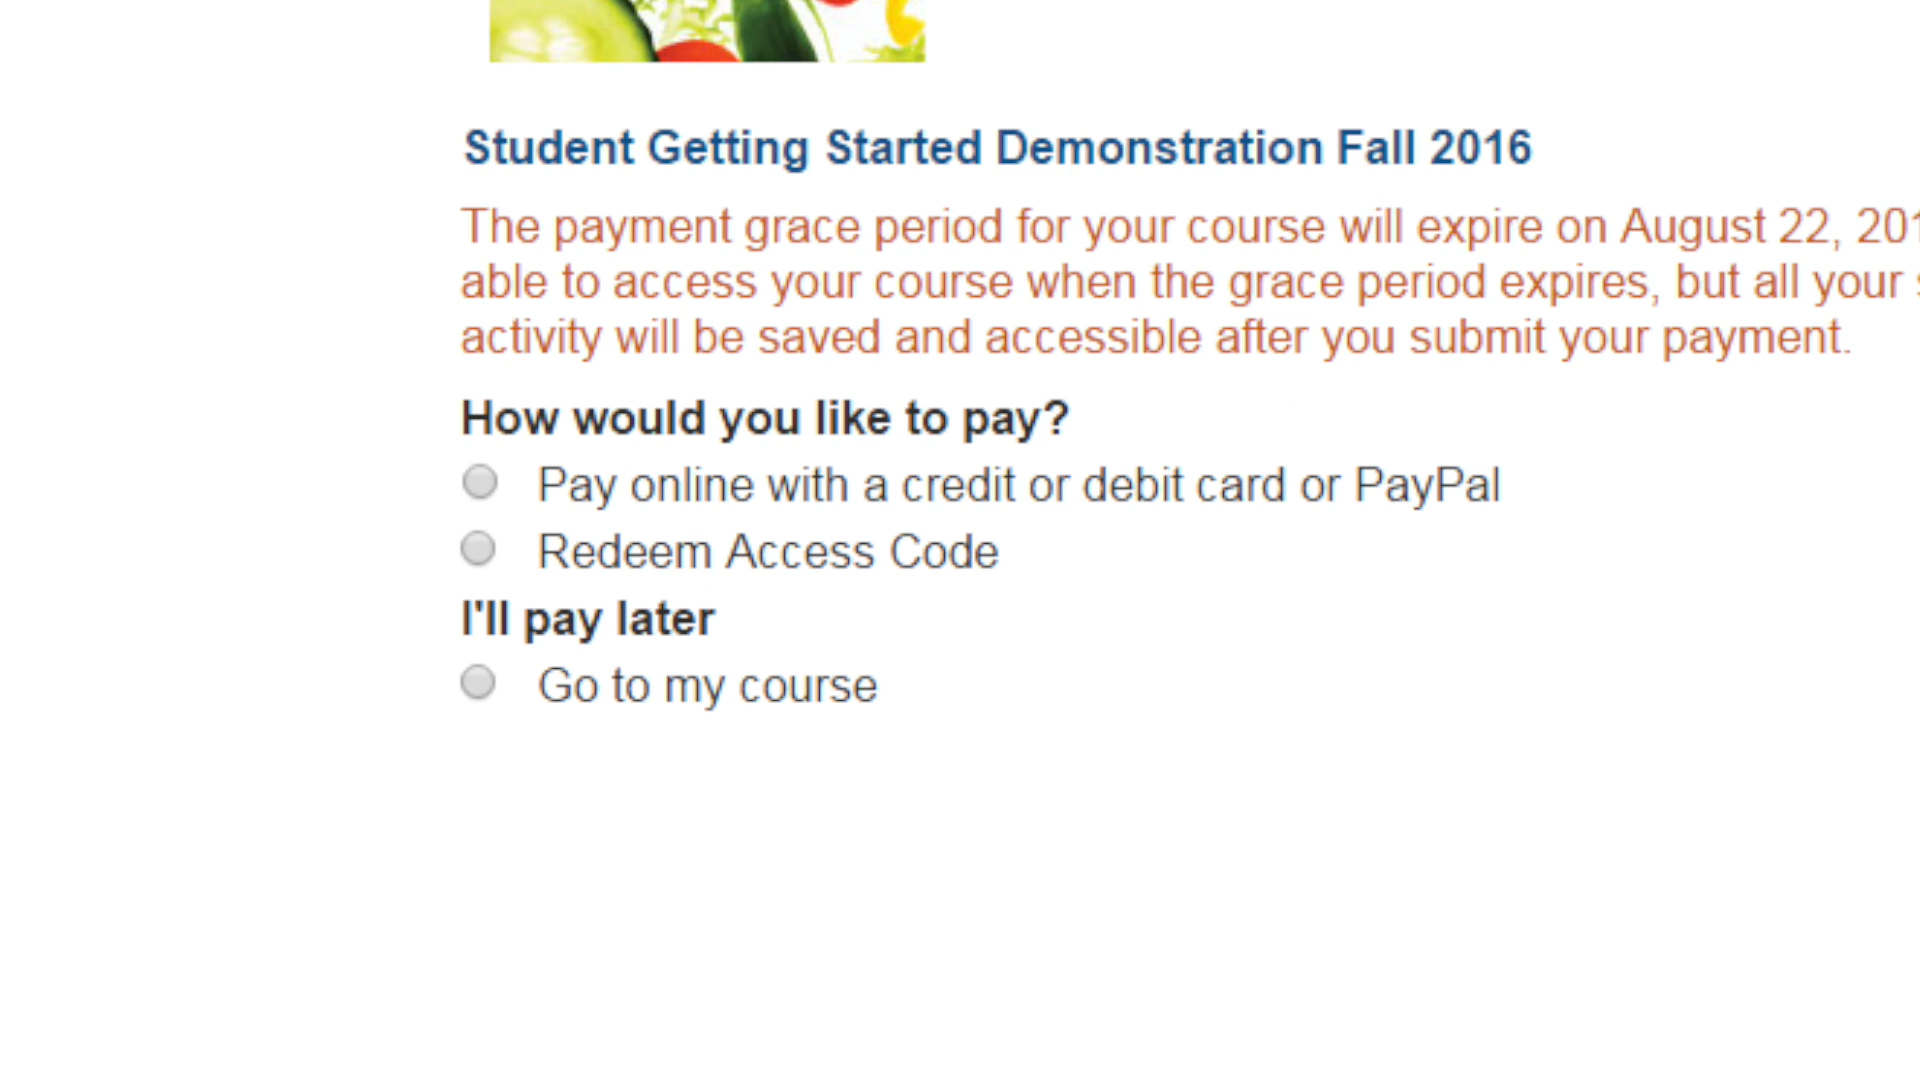 Student Getting Started Demonstration Fall 2016
The payment grace period for your course will expire on August 22,
able to access your course when the grace period expires, but all your
activity will be saved and accessible after you submit your payment.
How would you like to pay?
Pay online with a credit or debit card or PayPal
Redeem Access Code
I'll pay later
Go to my course